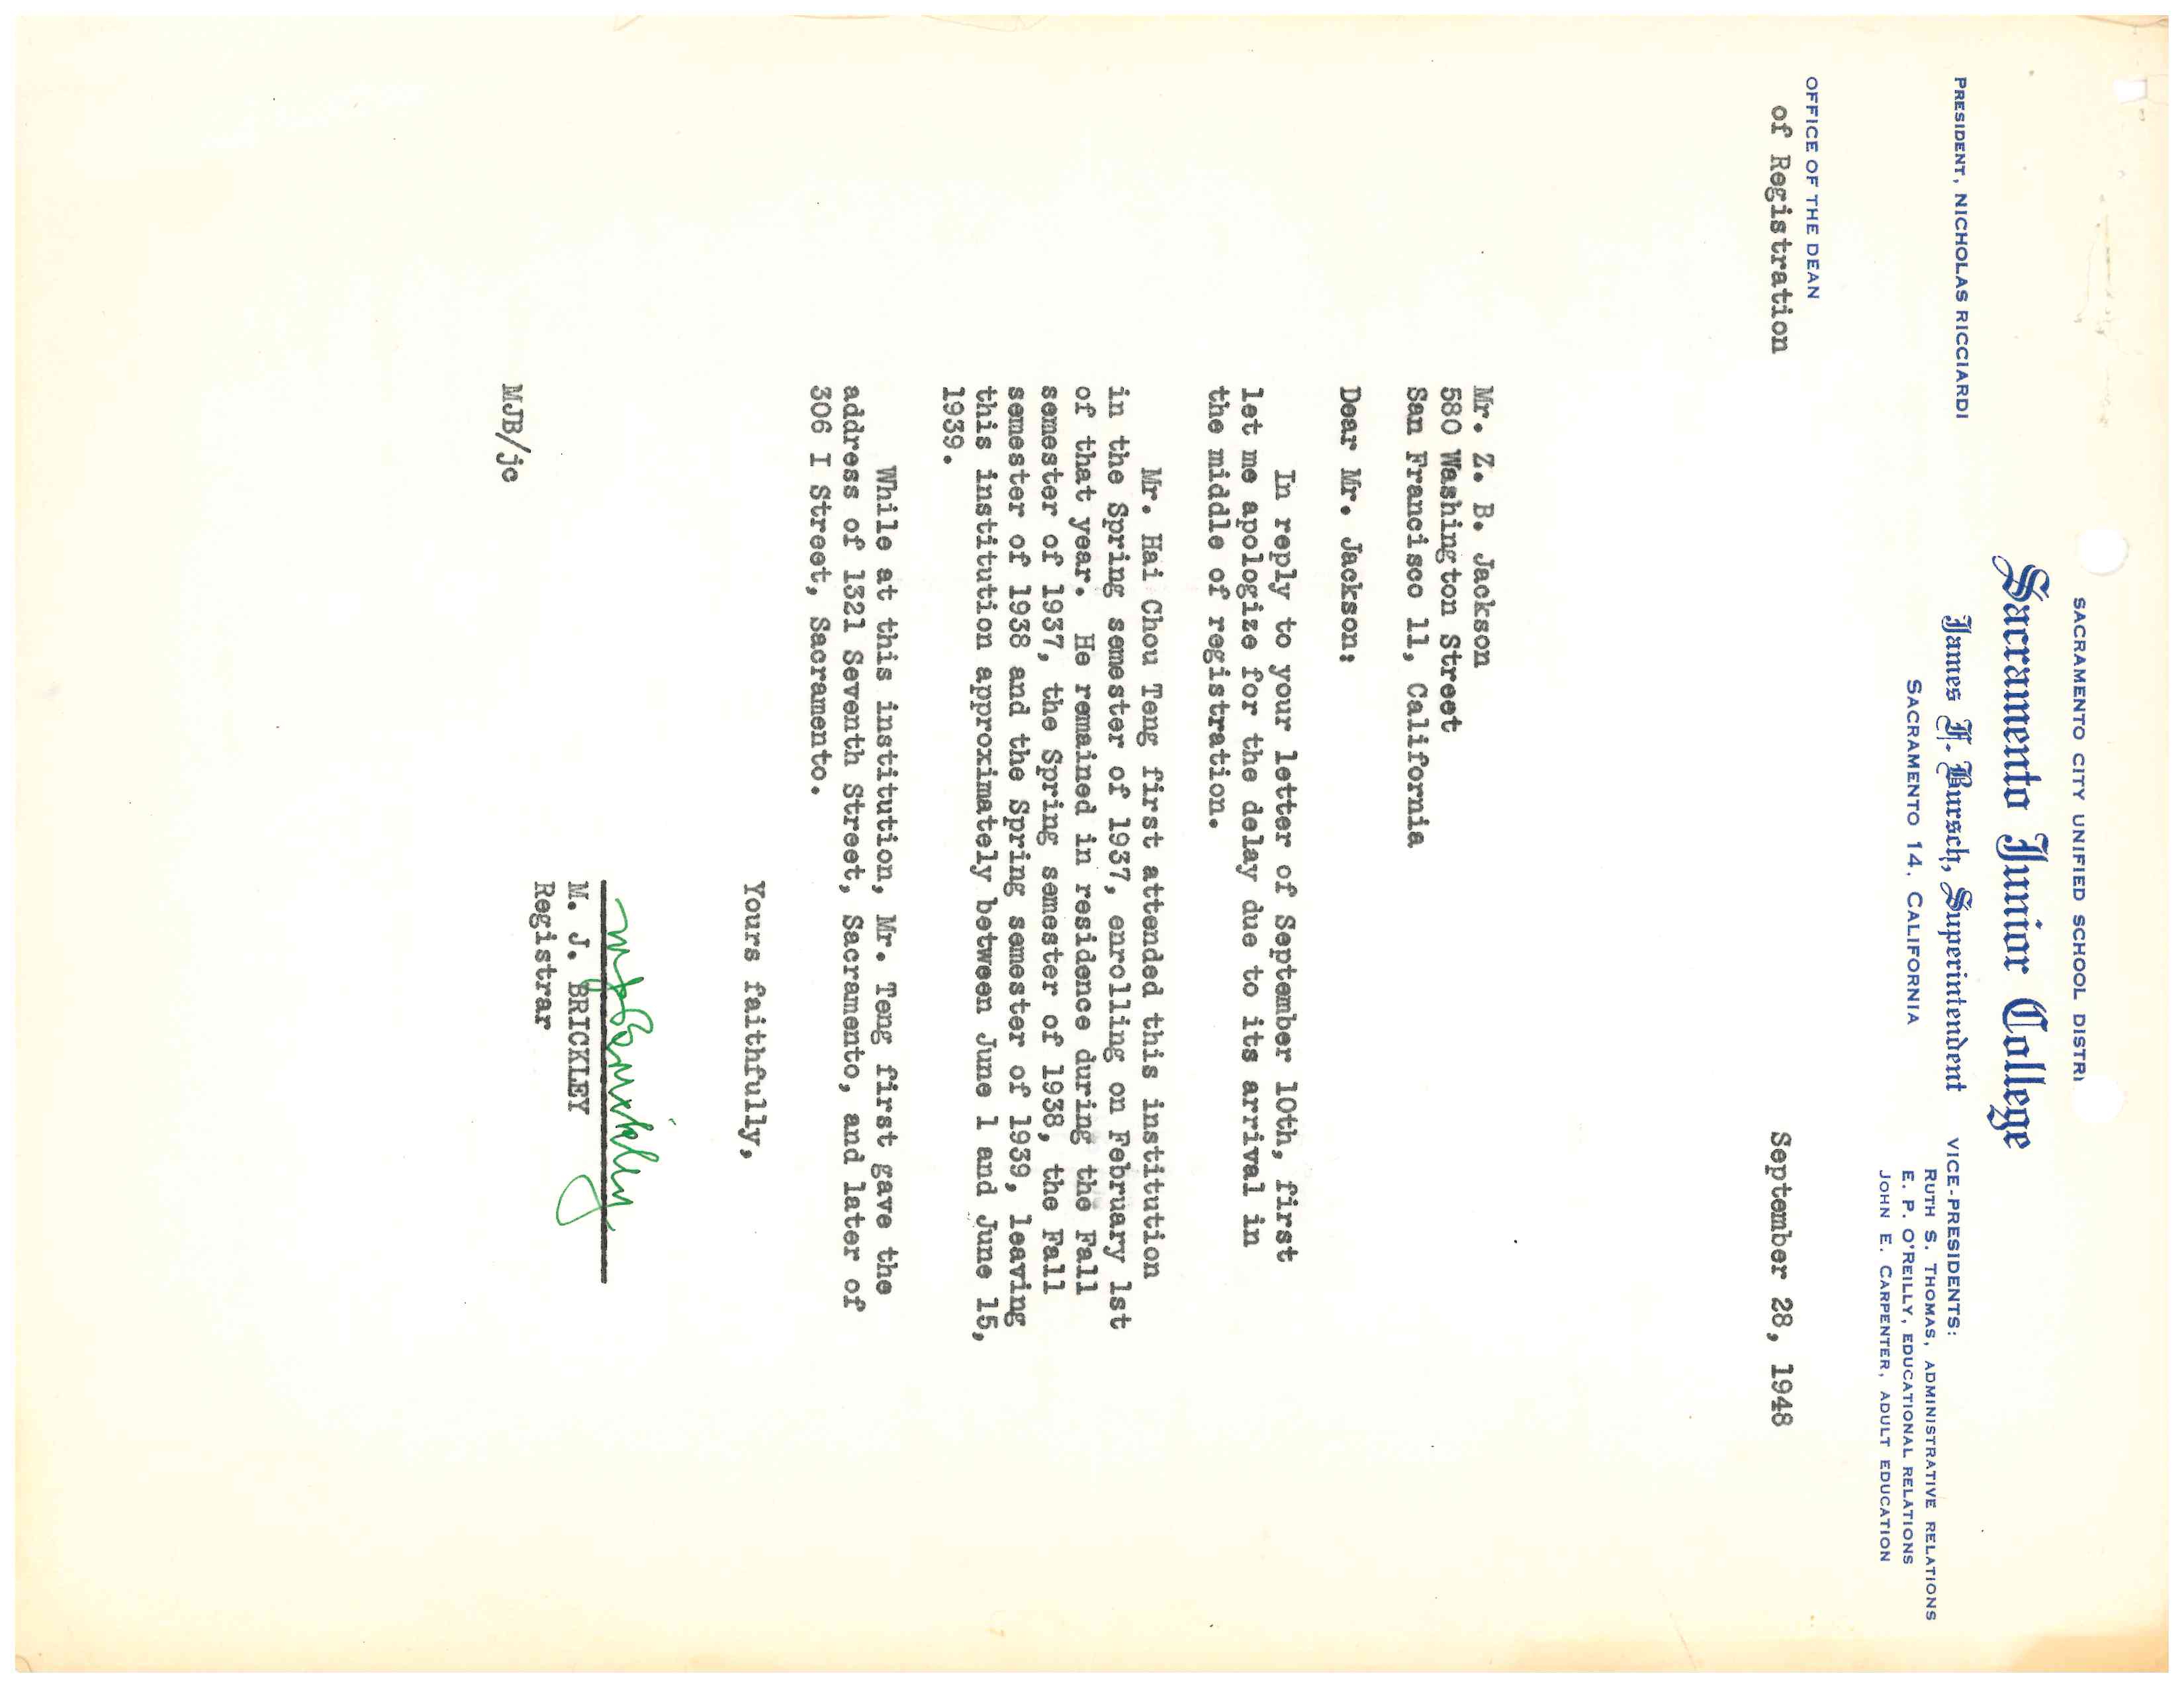 SACRAMENTO CITY UNIFIED SCHOOL DISTRI
Sacramento Junior College
James F. Bursch, Superintendent
SACRAMENTO 14, CALIFORNIA
PRESIDENT, NICHOLAS RICCIARDI
VICE-PRESIDENTS:
RUTH S. THOMAS, ADMINISTRATIVE RELATIONS
E. P. O'REILLY, EDUCATIONAL RELATIONS
JOHN E. CARPENTER, ADULT EDUCATION
OFFICE OF THE DEAN
of Registration
September 28, 1948
Mr. Z. B. Jackson
580 Washington Street
San Francisco 11, California
Dear Mr. Jackson:
In reply to your letter of September 10th, first
let me apologize for the delay due to its arrival in
the middle of registration.
Mr. Hai Chou Teng first attended this institution
in the Spring semester of 1937, enrolling on February 1st
of that year. He remained in residence during the Fall
semester of 1937, the Spring semester of 1938, the Fall
semester of 1938 and the Spring semester of 1939, leaving
this institution approximately between June 1 and June 15,
1939.
While at this institution, Mr. Teng first gave the
address of 1321 Seventh Street, Sacramento, and later of
306 I Street, Sacramento.
Yours faithfully,
M J Brickley
M. J. BRICKLEY
Registrar
MJB/jc